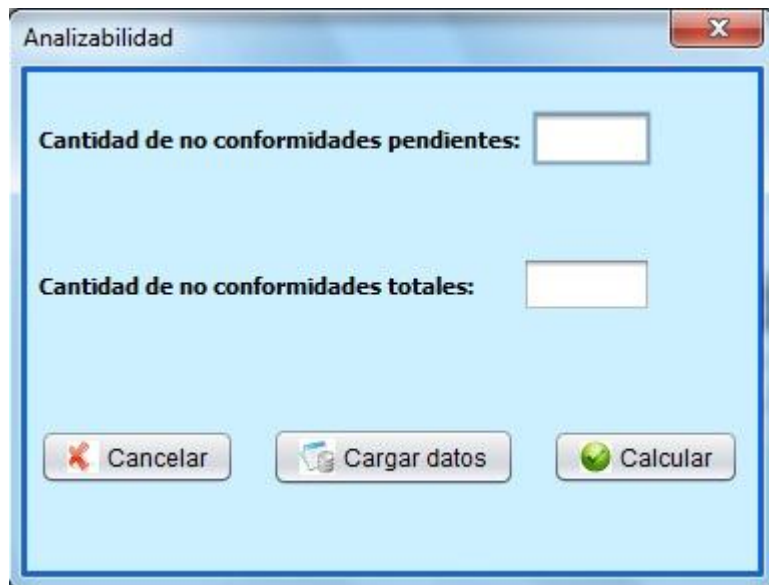 Analizabilidad
Cantidad de no conformidades pendientes:
Cantidad de no conformidades totales:
Cancelar Cargar datos Calcular